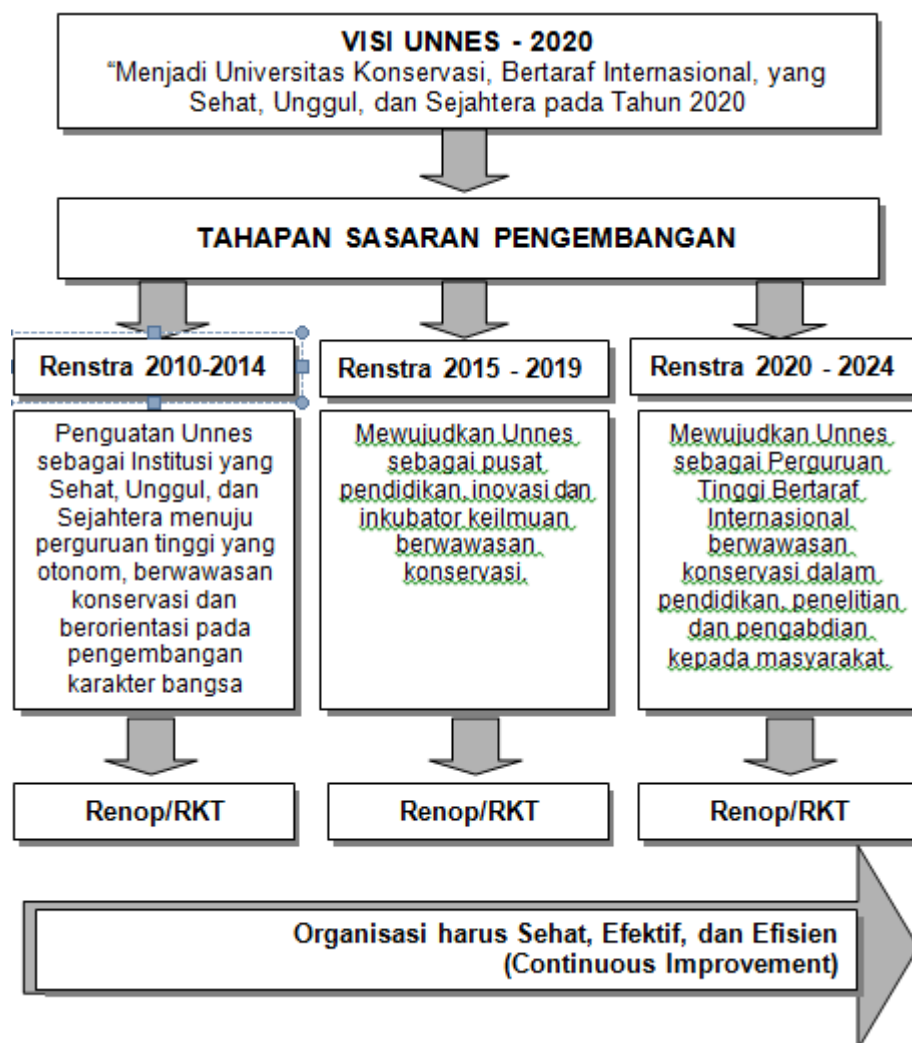 VISI UNNES - 2020
“Menjadi Universitas Konservasi, Bertaraf Internasional, yang
Sehat, Unggul, dan Sejahtera pada Tahun 2020
TAHAPAN SASARAN PENGEMBANGAN
Renstra 2010-2014
Penguatan Unnes
sebagai Institusi yang
Sehat, Unggul, dan
Sejahtera menuju
perguruan tinggi yang
otonom, berwawasan
konservasi dan
berorientasi pada
pengembangan
karakter bangsa
Renop/RKT
Renstra 2015 - 2019
Mewujudkan Unnes
sebagai pusat
pendidikan, inovasi dan
inkubator keilmuan
berwawasan
konservasi.
Renop/RKT
Renstra 2020 - 2024
Mewujudkan Unnes
sebagai Perguruan
Tinggi Bertaraf
Internasional
berwawasan
konservasi dalam
pendidikan, penelitian
dan pengabdian
kepada masyarakat.
Renop/RKT
Organisasi harus Sehat, Efektif, dan Efisien
(Continuous Improvement)